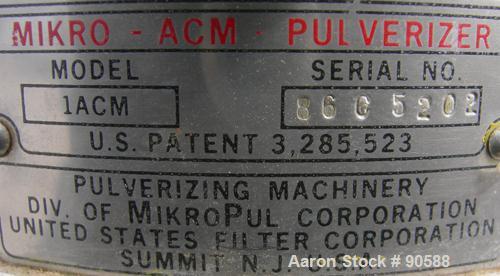 MIKRO - ACM - PULVERIZER
MODEL SERIAL NO.
1ACM 86G5202
U.S. PATENT 3,285,523
PULVERIZING MACHINERY
DIV. OF MIKROPUL CORPORATION
UNITED STATES FILTER CORPORATION
SUMMIT N.J.
Aaron Stock # 90588